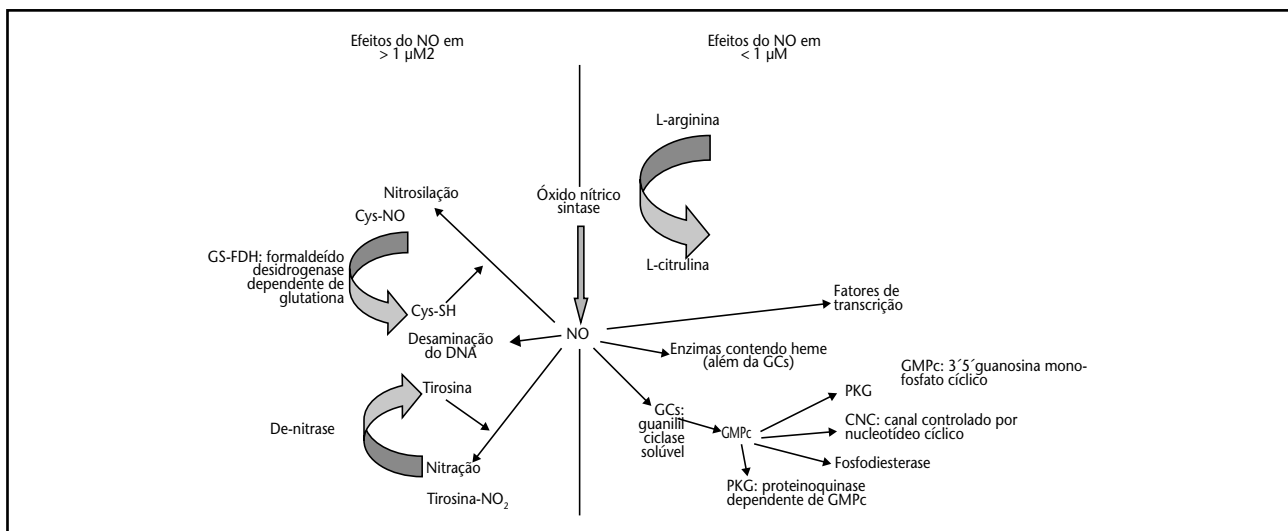 Efeitos do NO em
> 1 µM2
Efeitos do NO em
< 1 µM
L-arginina
Óxido nítrico
sintase
L-citrulina
Nitrosilação
Cys-NO
GS-FDH: formaldeído
desidrogenase
dependente de
glutationa
Cys-SH
Desaminação
do DNA
NO
Fatores de
transcrição
Enzimas contendo heme
(além da GCs)
Tirosina
De-nitrase
Nitração
Tirosina-NO₂
GCs:
guanilil
ciclase
solúvel
GMPc
GMPc: 3´5´guanosina mono-
fosfato cíclico
PKG
CNC: canal controlado por
nucleotídeo cíclico
Fosfodiesterase
PKG: proteinoquinase
dependente de GMPc